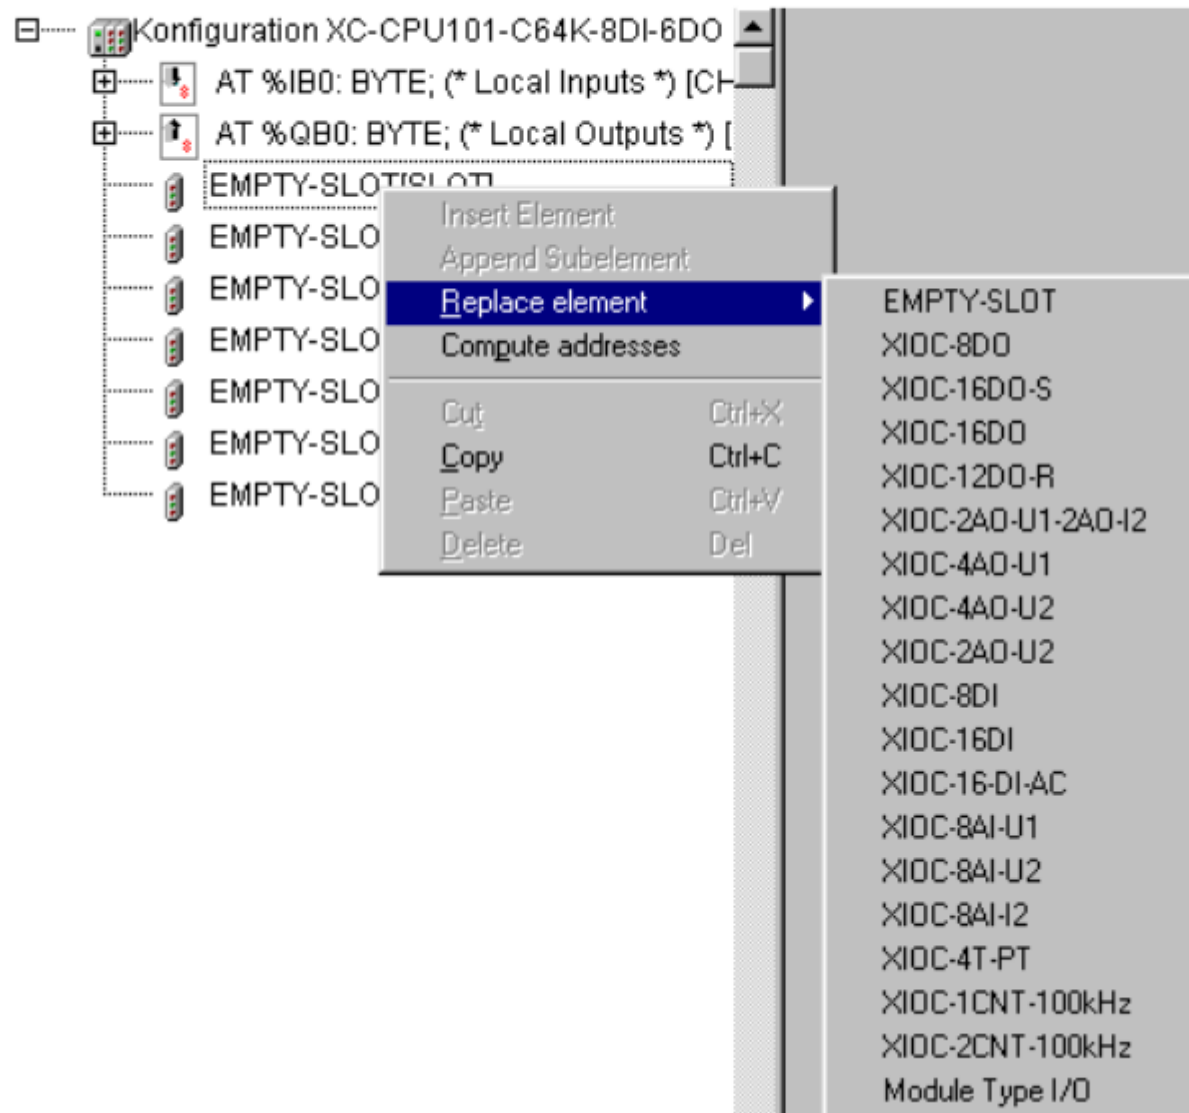 Konfiguration XC-CPU101-C64K-8DI-6DO
AT %IB0: BYTE; (* Local Inputs *) [CH
AT %QB0: BYTE; (* Local Outputs *) [
EMPTY-SLOT[SLOT]
EMPTY-SLO
EMPTY-SLO
EMPTY-SLO
EMPTY-SLO
EMPTY-SLO
EMPTY-SLO
Insert Element
Append Subelement
Replace element
Compute addresses
Cut Ctrl+X
Copy Ctrl+C
Paste Ctrl+V
Delete Del
EMPTY-SLOT
XIOC-8DO
XIOC-16DO-S
XIOC-16DO
XIOC-12DO-R
XIOC-2AO-U1-2AO-I2
XIOC-4AO-U1
XIOC-4AO-U2
XIOC-2AO-U2
XIOC-8DI
XIOC-16DI
XIOC-16-DI-AC
XIOC-8AI-U1
XIOC-8AI-U2
XIOC-8AI-I2
XIOC-4T-PT
XIOC-1CNT-100kHz
XIOC-2CNT-100kHz
Module Type I/O